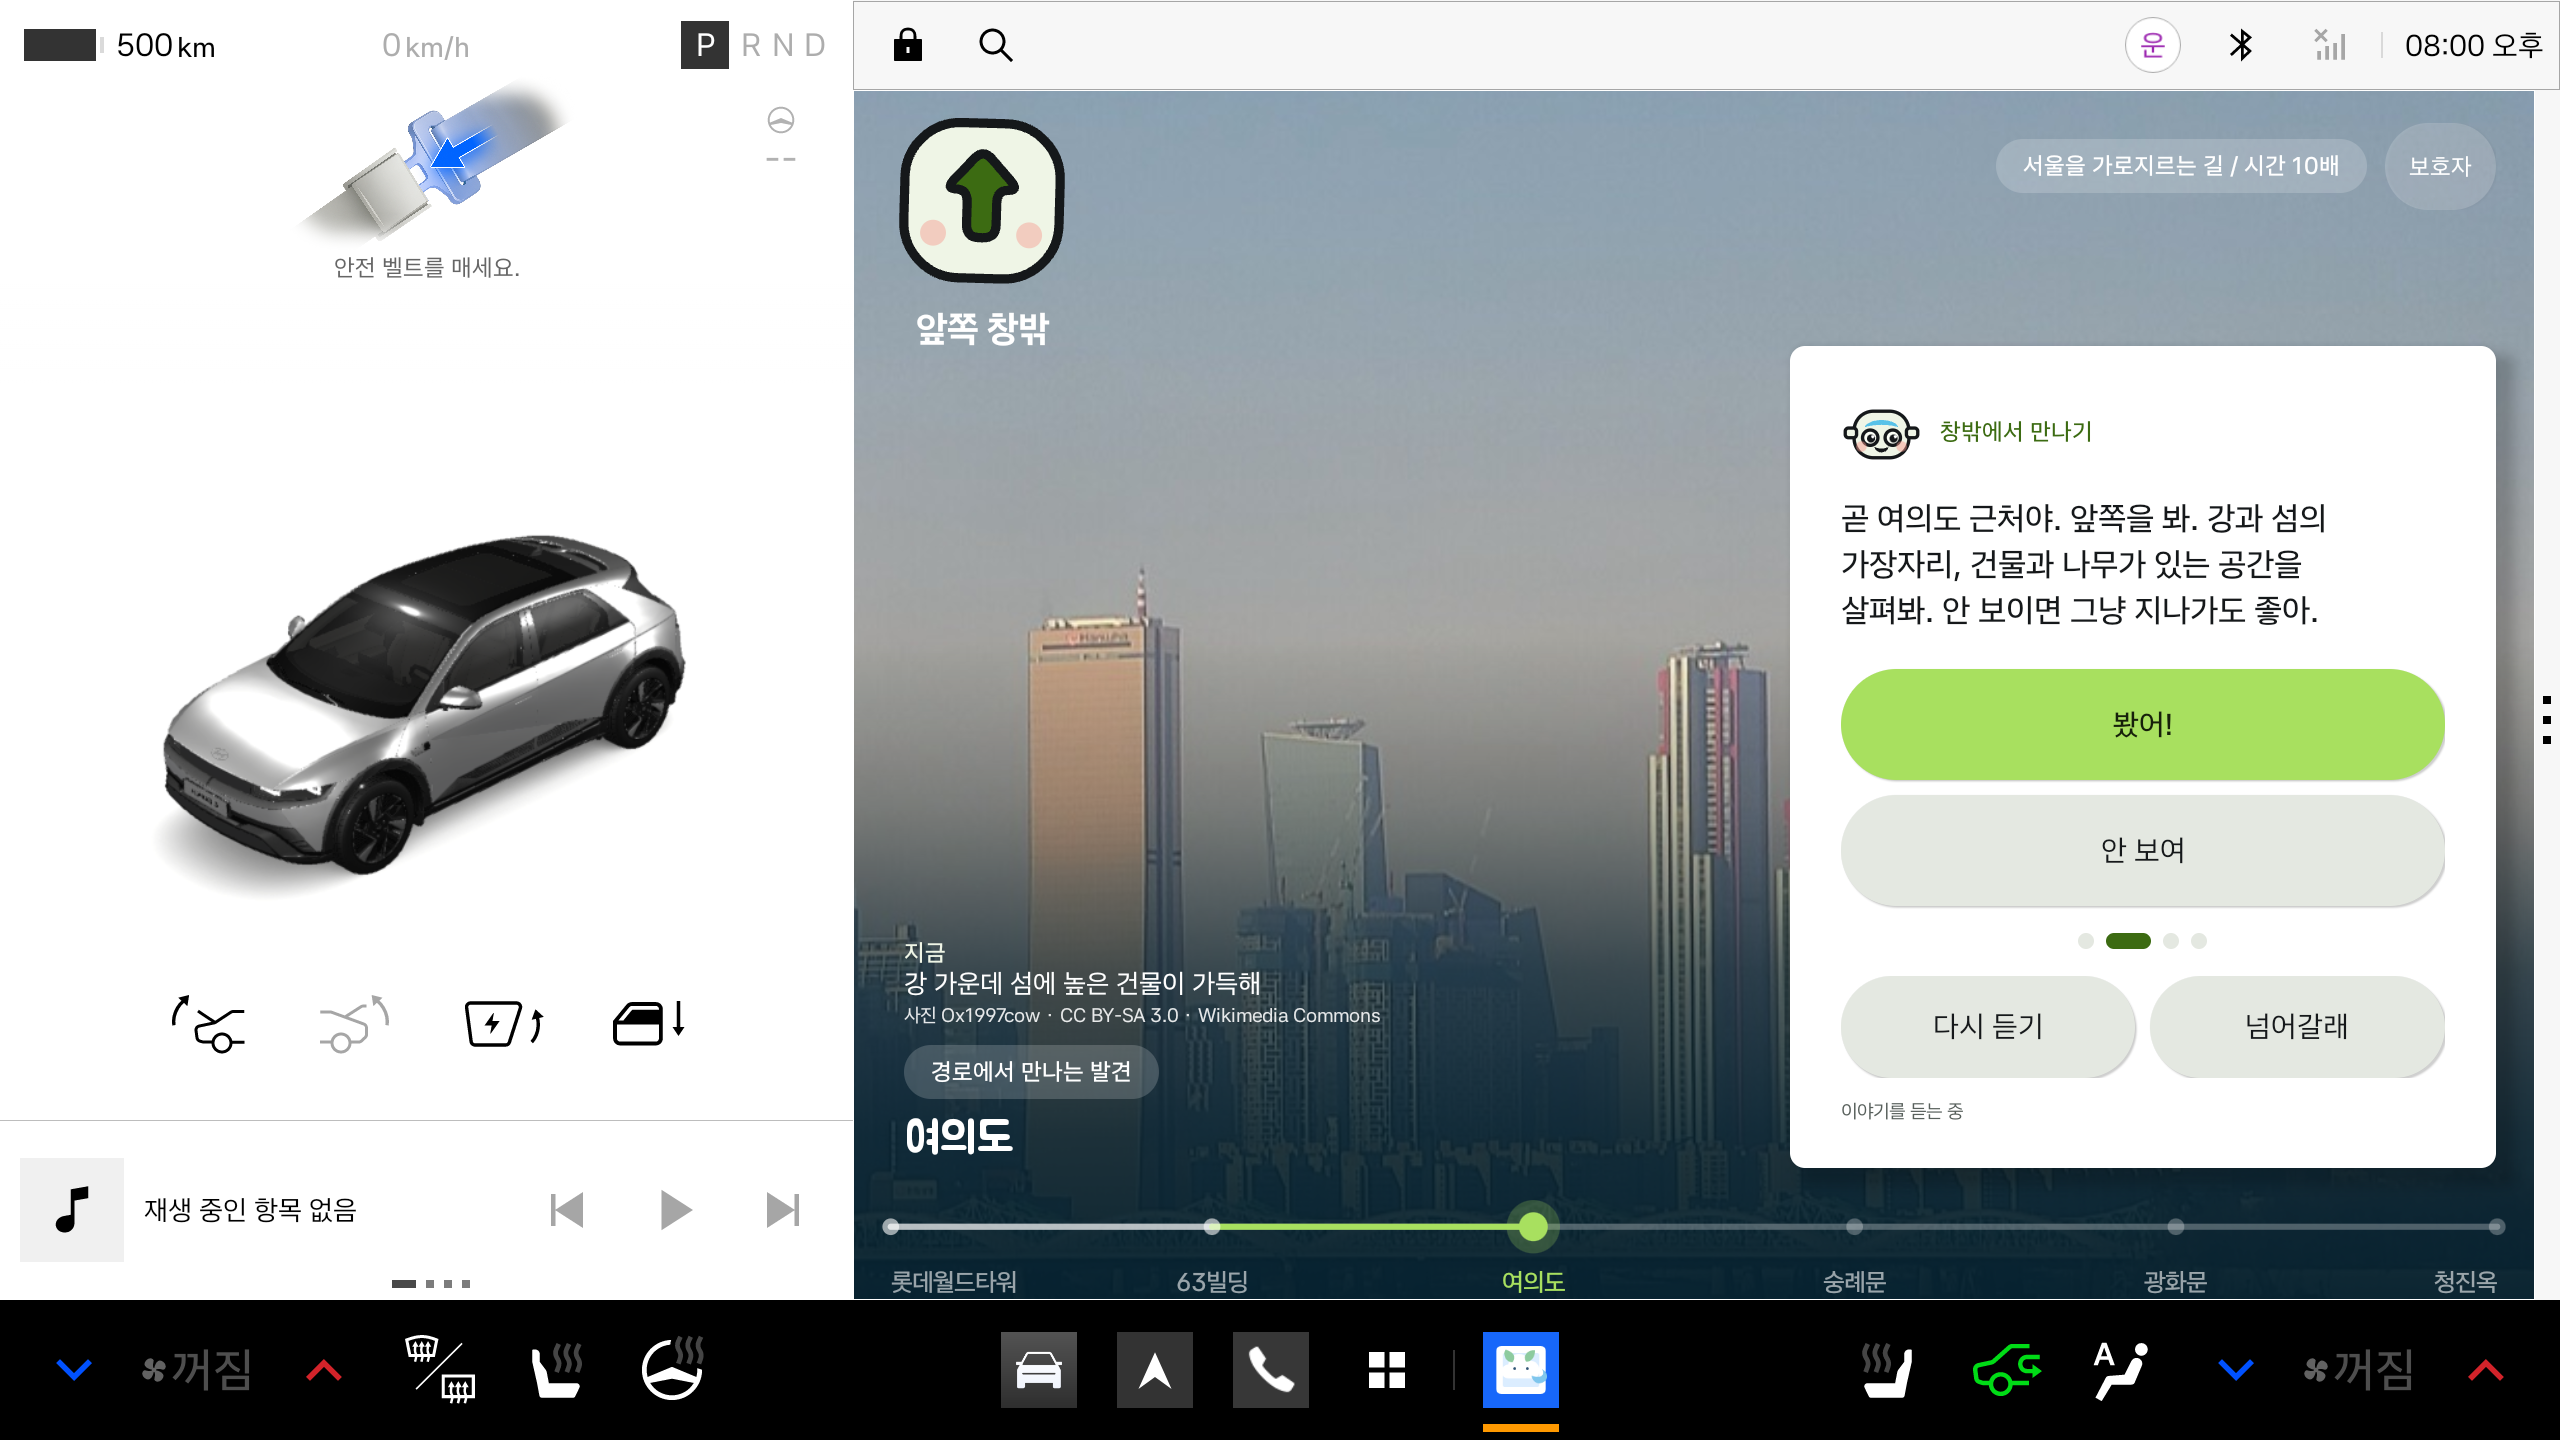 500 km
0 km/h
P R N D
안전 벨트를 매세요.
재생 중인 항목 없음
운
08:00 오후
앞쪽 창밖
서울을 가로지르는 길 / 시간 10배
보호자
Hanwha
창밖에서 만나기
곧 여의도 근처야. 앞쪽을 봐. 강과 섬의
가장자리, 건물과 나무가 있는 공간을
살펴봐. 안 보이면 그냥 지나가도 좋아.
봤어!
안 보여
다시 듣기
넘어갈래
이야기를 듣는 중
지금
강 가운데 섬에 높은 건물이 가득해
사진 Ox1997cow · CC BY-SA 3.0 · Wikimedia Commons
경로에서 만나는 발견
여의도
롯데월드타워
63빌딩
여의도
숭례문
광화문
청진옥
꺼짐
A
꺼짐